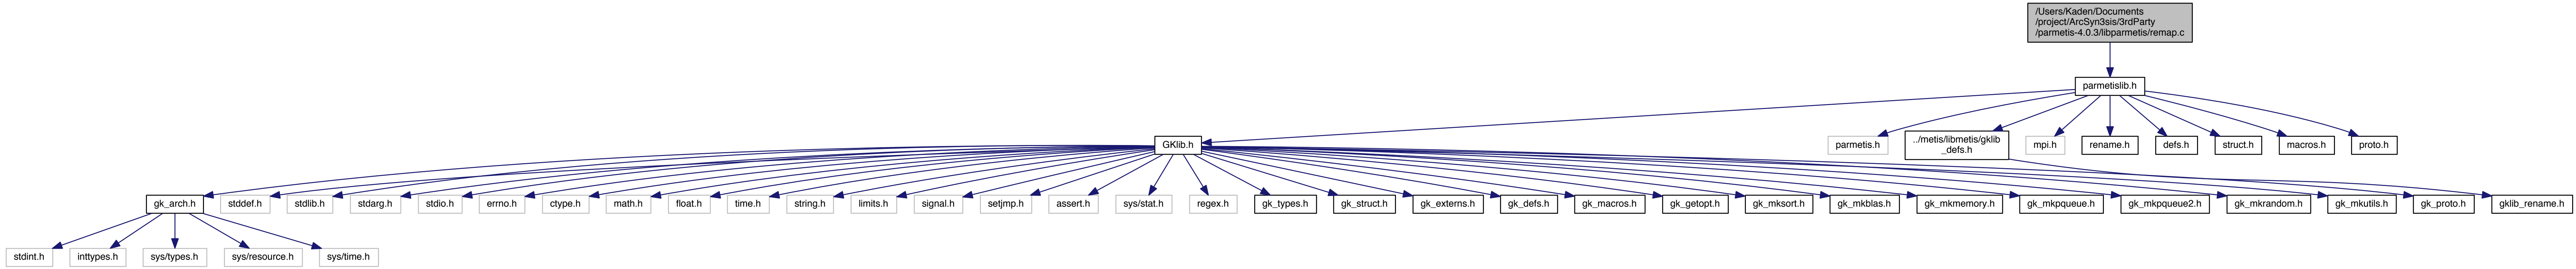 /Users/Kaden/Documents
/project/ArcSyn3sis/3rdParty
/parmetis-4.0.3/libparmetis/remap.c
parmetislib.h
GKlib.h
parmetis.h
../metis/libmetis/gklib
_defs.h
mpi.h
rename.h
defs.h
struct.h
macros.h
proto.h
gk_arch.h
stddef.h
stdlib.h
stdarg.h
stdio.h
errno.h
ctype.h
math.h
float.h
time.h
string.h
limits.h
signal.h
setjmp.h
assert.h
sys/stat.h
regex.h
gk_types.h
gk_struct.h
gk_externs.h
gk_defs.h
gk_macros.h
gk_getopt.h
gk_mksort.h
gk_mkblas.h
gk_mkmemory.h
gk_mkpqueue.h
gk_mkpqueue2.h
gk_mkrandom.h
gk_mkutils.h
gk_proto.h
gklib_rename.h
stdint.h
inttypes.h
sys/types.h
sys/resource.h
sys/time.h